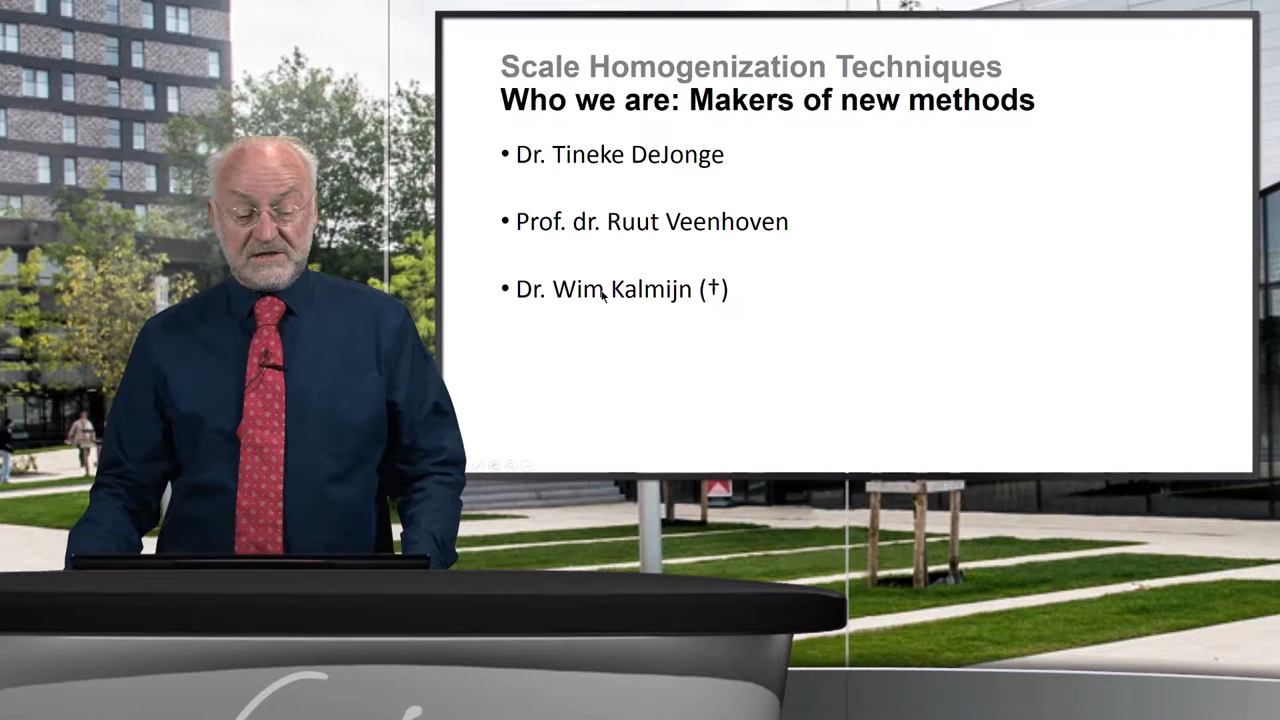 Scale Homogenization Techniques
Who we are: Makers of new methods
• Dr. Tineke DeJonge
• Prof. dr. Ruut Veenhoven
• Dr. Wim Kalmijn (†)